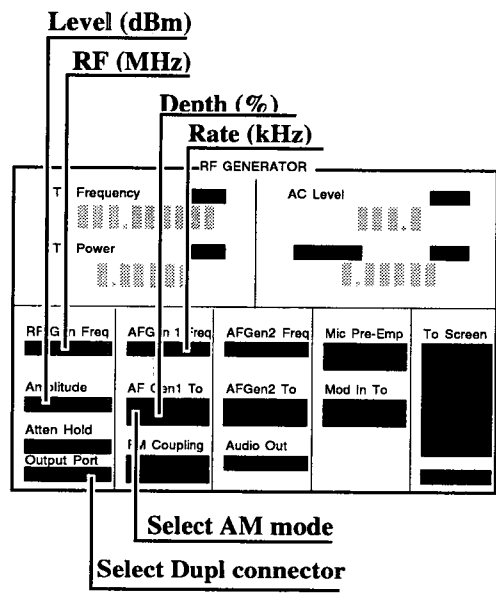 Level (dBm)
RF (MHz)
Depth (%)
Rate (kHz)
RF GENERATOR
Frequency
AC Level
Power
RF Gen Freq
AFGen 1 Freq
AFGen2 Freq
Mic Pre-Emp
To Screen
Amplitude
AF Gen1 To
AFGen2 To
Mod In To
Atten Hold
FM Coupling
Audio Out
Output Port
Select AM mode
Select Dupl connector